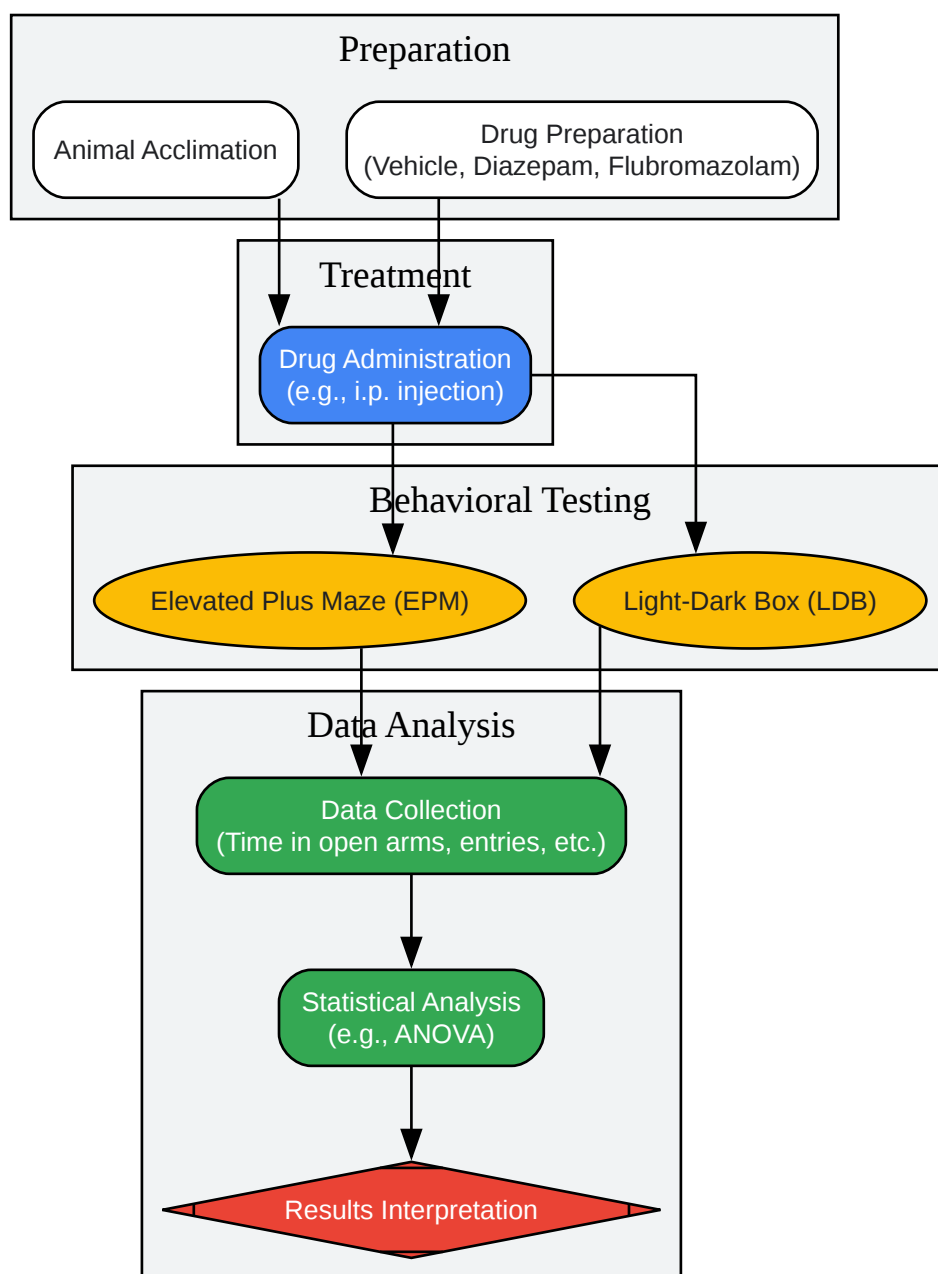 Preparation
Animal Acclimation
Drug Preparation
(Vehicle, Diazepam, Flubromazolam)
Treatment
Drug Administration
(e.g., i.p. injection)
Behavioral Testing
Elevated Plus Maze (EPM)
Light-Dark Box (LDB)
Data Analysis
Data Collection
(Time in open arms, entries, etc.)
Statistical Analysis
(e.g., ANOVA)
Results Interpretation